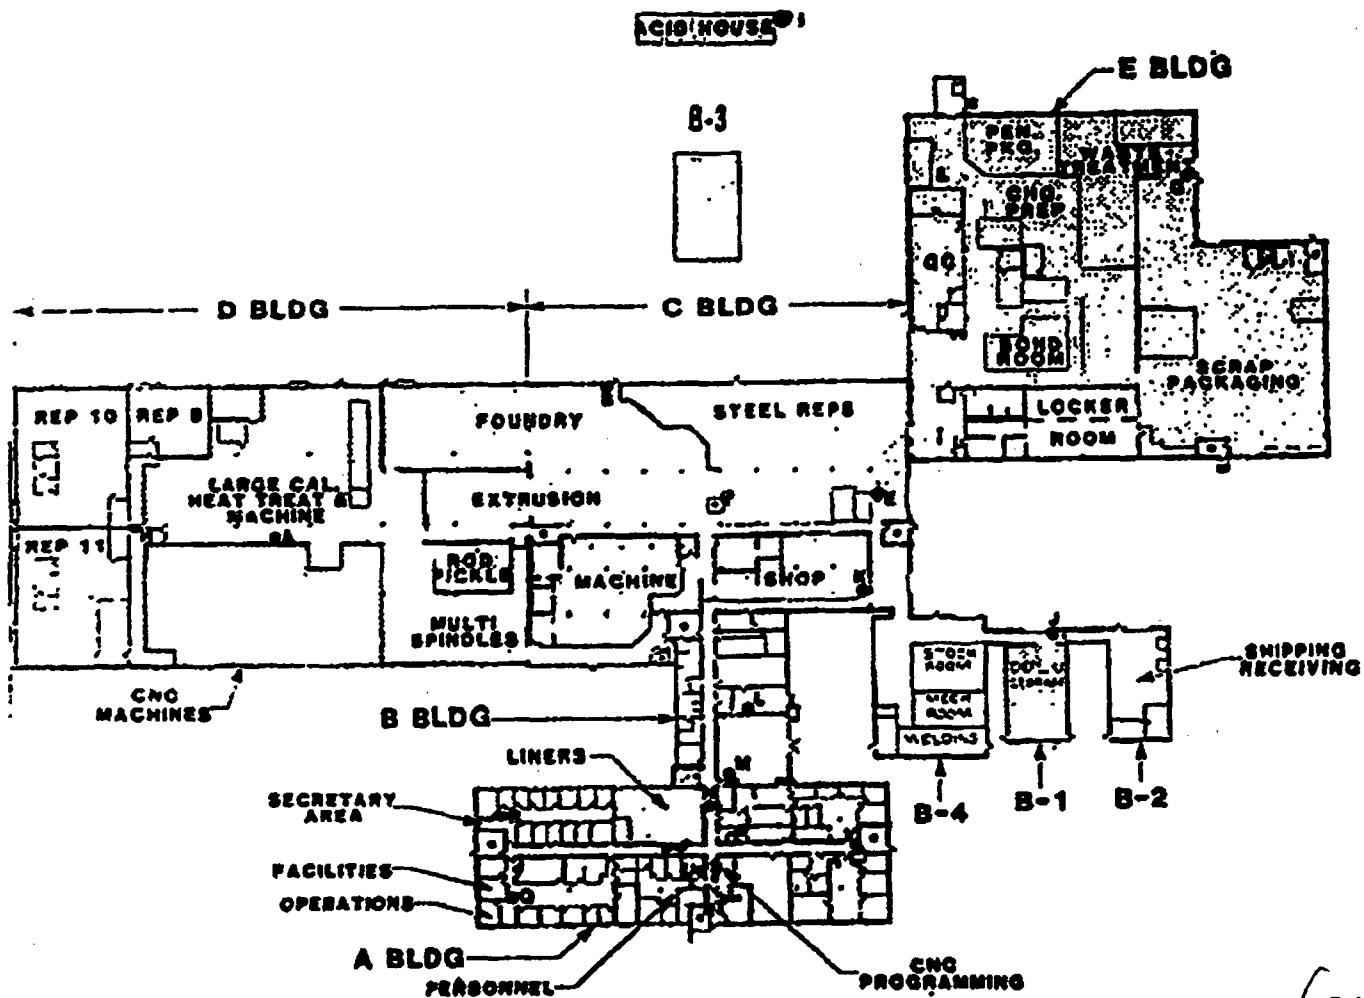 ACID HOUSE
E BLDG
B-3
PEN.
PKG.
WASTE
TREATMENT
CHG.
PREP
QC
D BLDG
C BLDG
BOND
ROOM
SCRAP
PACKAGING
REP 10
REP 9
FOUNDRY
STEEL REPS
LOCKER
ROOM
LARGE CAL.
HEAT TREAT &
MACHINE
EXTRUSION
REP 11
ROD
PICKLE
MACHINE
SHOP
K
MULTI
SPINDLES
SHIPPING
RECEIVING
ROOM
STORAGE
ROOM
WELDING
CNC
MACHINES
B BLDG
L
LINERS
M
SECRETARY
AREA
B-4
B-1
B-2
FACILITIES
OPERATIONS
A BLDG
PERSONNEL
CNC
PROGRAMMING